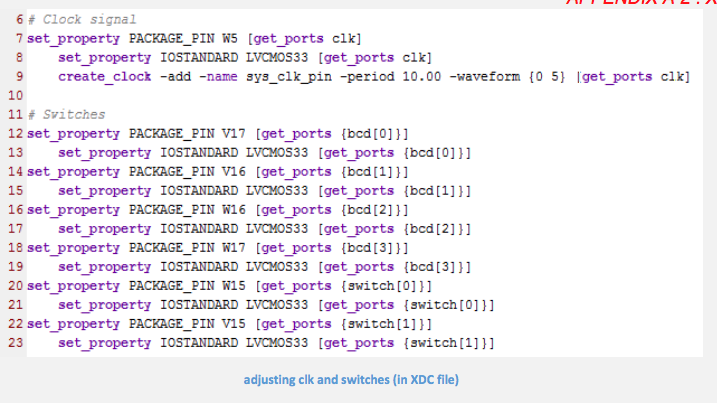 6 # Clock signal
7 set_property PACKAGE_PIN W5 [get_ports clk]
8 set_property IOSTANDARD LVCMOS33 [get_ports clk]
9 create_clock -add -name sys_clk_pin -period 10.00 -waveform {0 5} [get_ports clk]
10
11 # Switches
12 set_property PACKAGE_PIN V17 [get_ports {bcd[0]}]
13 set_property IOSTANDARD LVCMOS33 [get_ports {bcd[0]}]
14 set_property PACKAGE_PIN V16 [get_ports {bcd[1]}]
15 set_property IOSTANDARD LVCMOS33 [get_ports {bcd[1]}]
16 set_property PACKAGE_PIN W16 [get_ports {bcd[2]}]
17 set_property IOSTANDARD LVCMOS33 [get_ports {bcd[2]}]
18 set_property PACKAGE_PIN W17 [get_ports {bcd[3]}]
19 set_property IOSTANDARD LVCMOS33 [get_ports {bcd[3]}]
20 set_property PACKAGE_PIN W15 [get_ports {switch[0]}]
21 set_property IOSTANDARD LVCMOS33 [get_ports {switch[0]}]
22 set_property PACKAGE_PIN V15 [get_ports {switch[1]}]
23 set_property IOSTANDARD LVCMOS33 [get_ports {switch[1]}]
adjusting clk and switches (in XDC file)